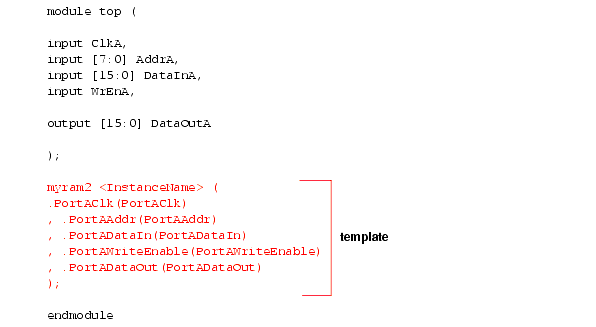 module top (
input ClkA,
input [7:0] AddrA,
input [15:0] DataInA,
input WrEnA,
output [15:0] DataOutA
);
myram2 <InstanceName> (
.PortAClk(PortAClk)
, .PortAAddr(PortAAddr)
, .PortADataIn(PortADataIn)
, .PortAWriteEnable(PortAWriteEnable)
, .PortADataOut(PortADataOut)
);
template
endmodule